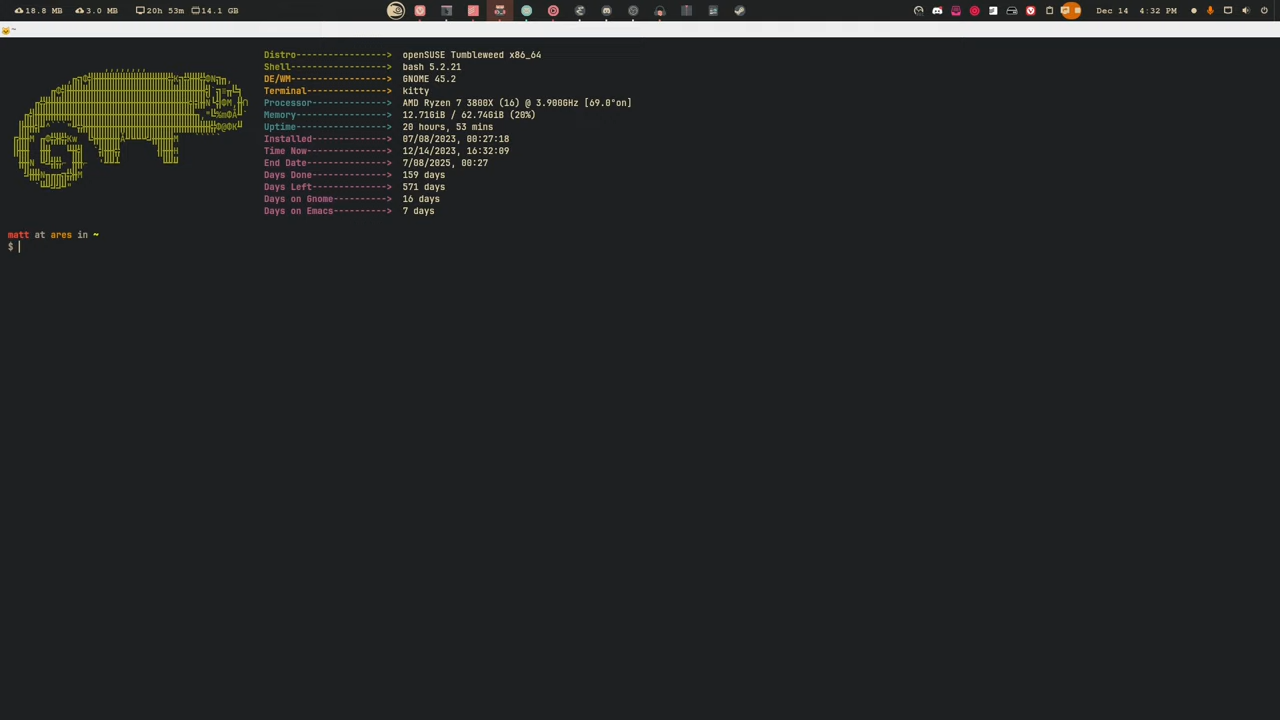 18.8 MB 3.0 MB 20h 53m 14.1 GB Dec 14 4:32 PM
~
Distro-----------------> openSUSE Tumbleweed x86_64
Shell------------------> bash 5.2.21
DE/WM------------------> GNOME 45.2
Terminal---------------> kitty
Processor--------------> AMD Ryzen 7 3800X (16) @ 3.900GHz [69.0°on]
Memory-----------------> 12.71GiB / 62.74GiB (20%)
Uptime-----------------> 20 hours, 53 mins
Installed--------------> 07/08/2023, 00:27:18
Time Now---------------> 12/14/2023, 16:32:09
End Date---------------> 7/08/2025, 00:27
Days Done--------------> 159 days
Days Left--------------> 571 days
Days on Gnome----------> 16 days
Days on Emacs----------> 7 days
matt at ares in ~
$